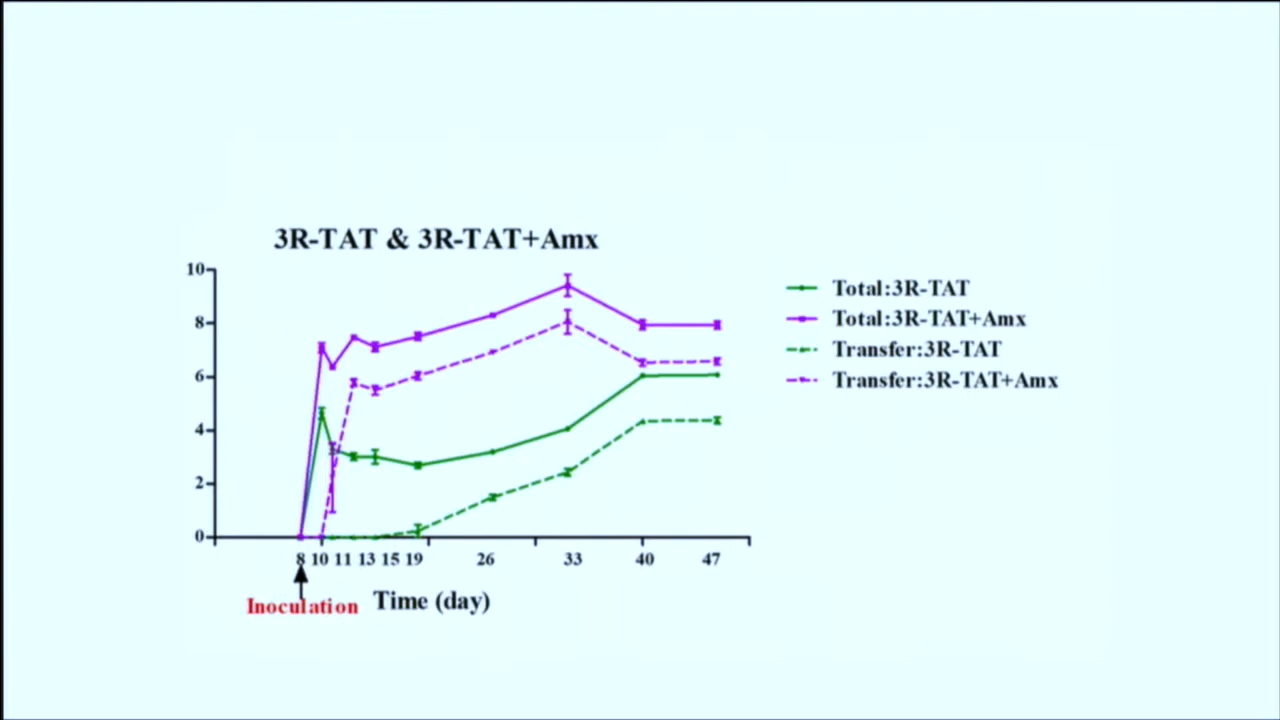 3R-TAT & 3R-TAT+Amx
10
8
6
4
2
0
8 10 11 13 15 19 26 33 40 47
Inoculation
Time (day)
Total:3R-TAT
Total:3R-TAT+Amx
Transfer:3R-TAT
Transfer:3R-TAT+Amx